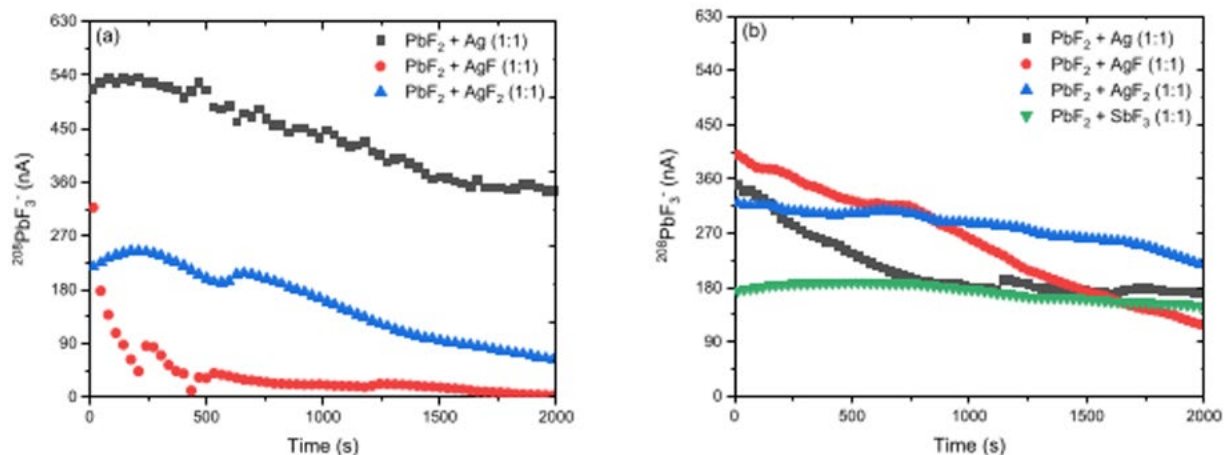 (a)
PbF₂ + Ag (1:1)
PbF₂ + AgF (1:1)
PbF₂ + AgF₂ (1:1)
630
540
450
360
270
180
90
0
²⁰⁸PbF₃⁻ (nA)
0 500 1000 1500 2000
Time (s)
(b)
PbF₂ + Ag (1:1)
PbF₂ + AgF (1:1)
PbF₂ + AgF₂ (1:1)
PbF₂ + SbF₃ (1:1)
630
540
450
360
270
180
90
0
²⁰⁸PbF₃⁻ (nA)
0 500 1000 1500 2000
Time (s)